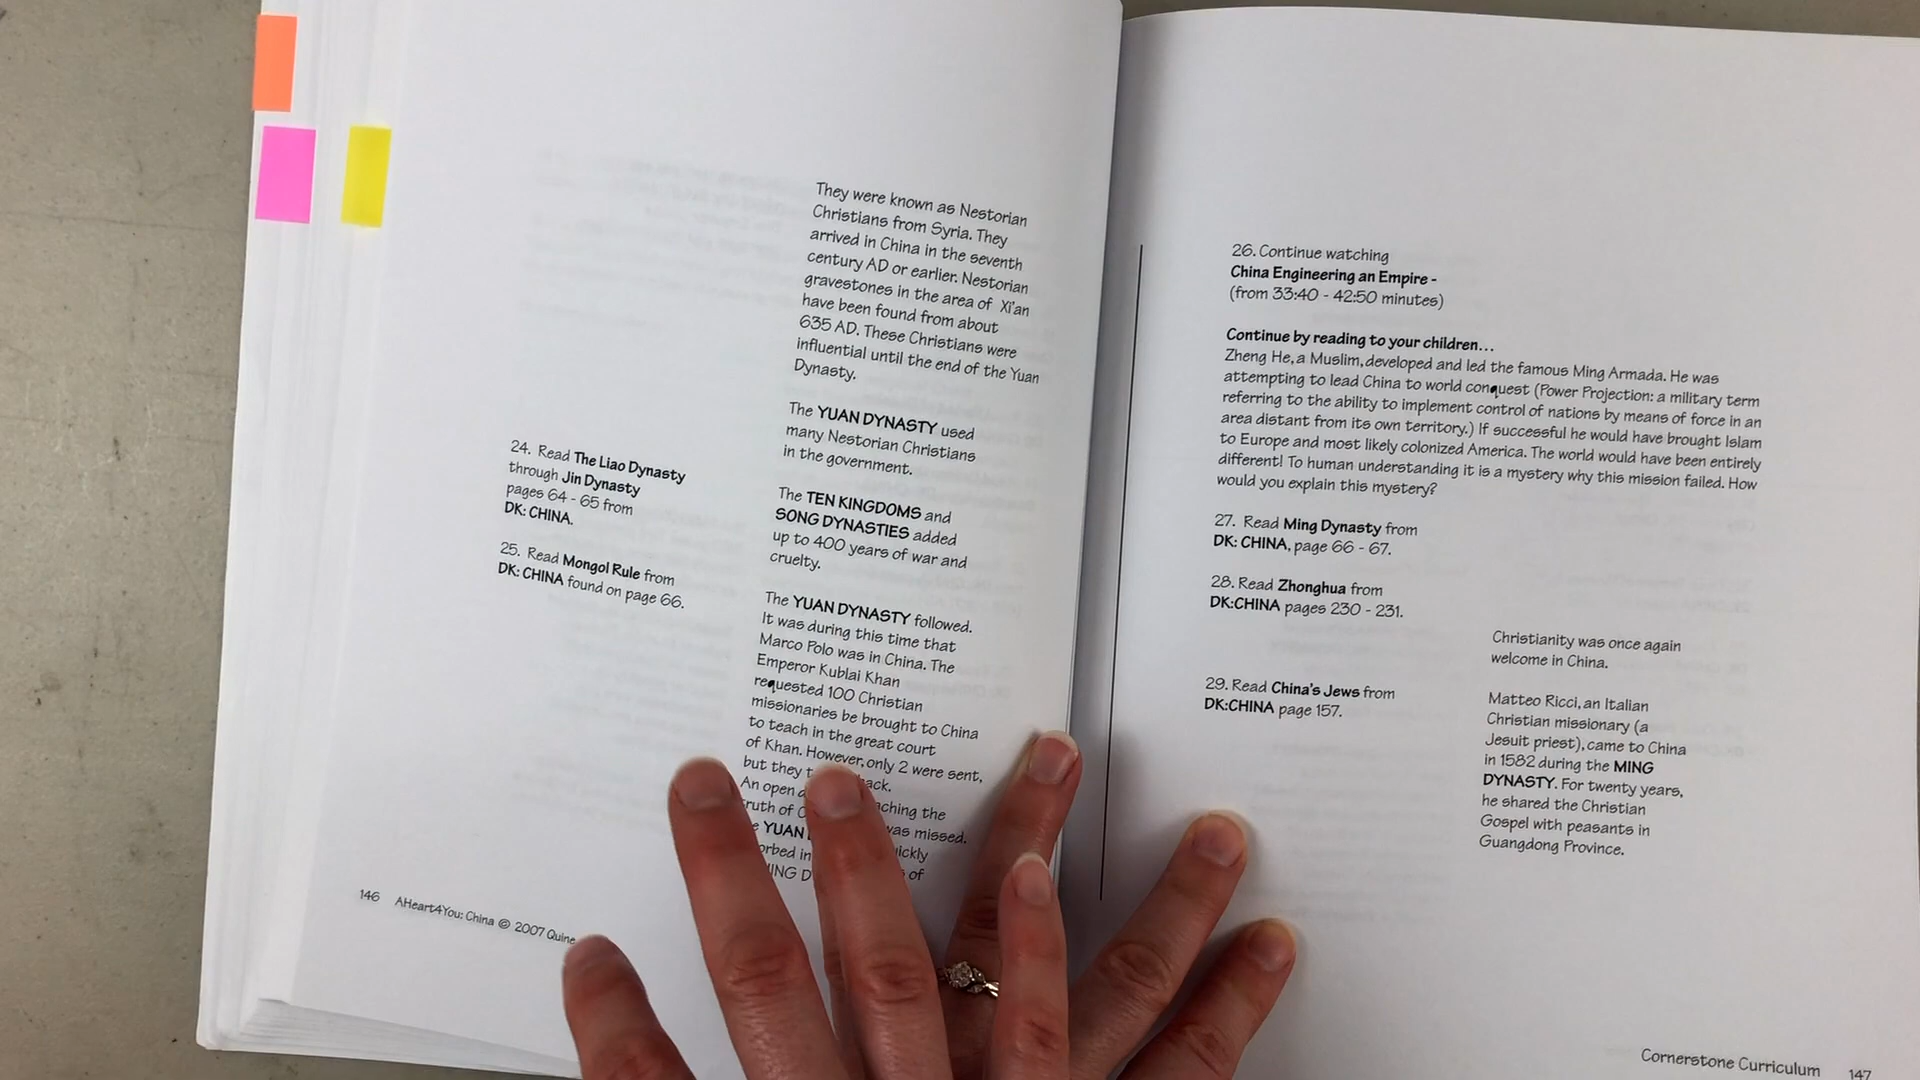 They were known as Nestorian
Christians from Syria. They
arrived in China in the seventh
century AD or earlier. Nestorian
gravestones in the area of Xi'an
have been found from about
635 AD. These Christians were
influential until the end of the Yuan
Dynasty.
The YUAN DYNASTY used
many Nestorian Christians
in the government.
24. Read The Liao Dynasty
through Jin Dynasty
pages 64 - 65 from
DK: CHINA.
The TEN KINGDOMS and
SONG DYNASTIES added
up to 400 years of war and
cruelty.
25. Read Mongol Rule from
DK: CHINA found on page 66.
The YUAN DYNASTY followed.
It was during this time that
Marco Polo was in China. The
Emperor Kublai Khan
requested 100 Christian
missionaries be brought to China
to teach in the great court
of Khan. However, only 2 were sent,
but they
An open
of the
was missed.
YUAN
of
146 AHeart4You: China © 2007 Quine
26. Continue watching
China Engineering an Empire -
(from 33:40 - 42:50 minutes)
Continue by reading to your children...
Zheng He, a Muslim, developed and led the famous Ming Armada. He was
attempting to lead China to world conquest (Power Projection: a military term
referring to the ability to implement control of nations by means of force in an
area distant from its own territory.) If successful he would have brought Islam
to Europe and most likely colonized America. The world would have been entirely
different! To human understanding it is a mystery why this mission failed. How
would you explain this mystery?
27. Read Ming Dynasty from
DK: CHINA, page 66 - 67.
28. Read Zhonghua from
DK:CHINA pages 230 - 231.
Christianity was once again
welcome in China.
29. Read China's Jews from
DK:CHINA page 157.
Matteo Ricci, an Italian
Christian missionary (a
Jesuit priest), came to China
in 1582 during the MING
DYNASTY. For twenty years,
he shared the Christian
Gospel with peasants in
Guangdong Province.
Cornerstone Curriculum 147